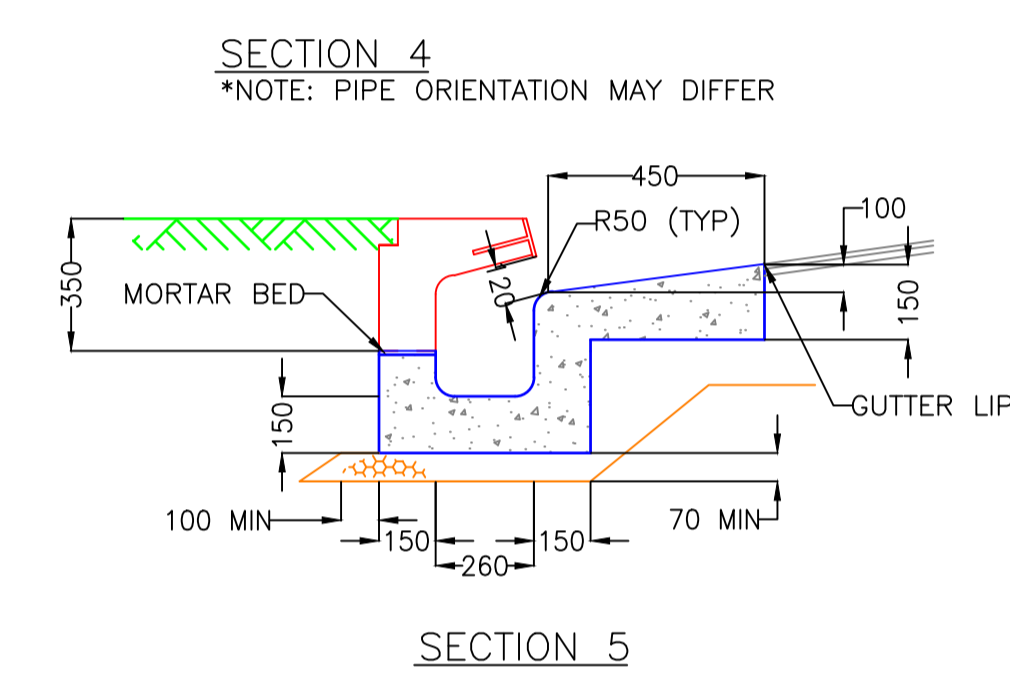 SECTION 4
*NOTE: PIPE ORIENTATION MAY DIFFER
450
100
R50 (TYP)
350
MORTAR BED
120
150
150
GUTTER LIP
100 MIN
150
260
150
70 MIN
SECTION 5